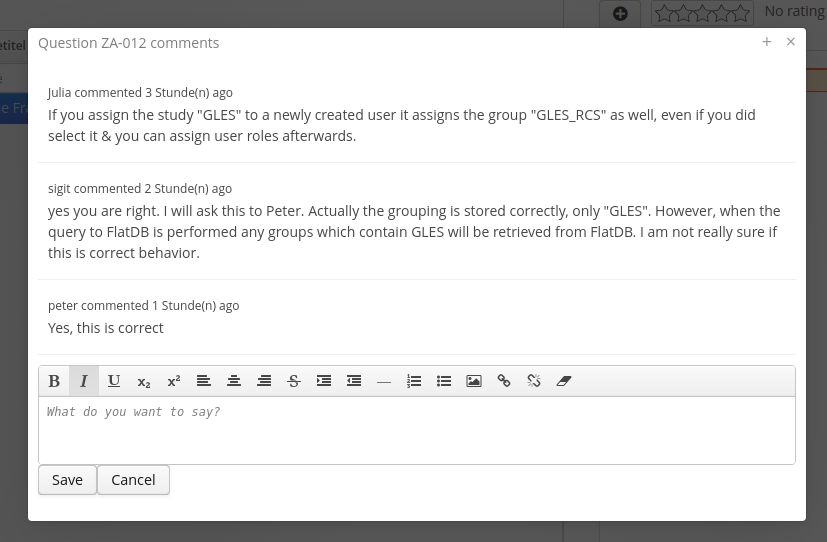 No rating
Question ZA-012 comments
+ ×
etitel
e
e Fra
Julia commented 3 Stunde(n) ago
If you assign the study "GLES" to a newly created user it assigns the group "GLES_RCS" as well, even if you did
select it & you can assign user roles afterwards.
sigit commented 2 Stunde(n) ago
yes you are right. I will ask this to Peter. Actually the grouping is stored correctly, only "GLES". However, when the
query to FlatDB is performed any groups which contain GLES will be retrieved from FlatDB. I am not really sure if
this is correct behavior.
peter commented 1 Stunde(n) ago
Yes, this is correct
B I U x₂ x² S
What do you want to say?
Save Cancel